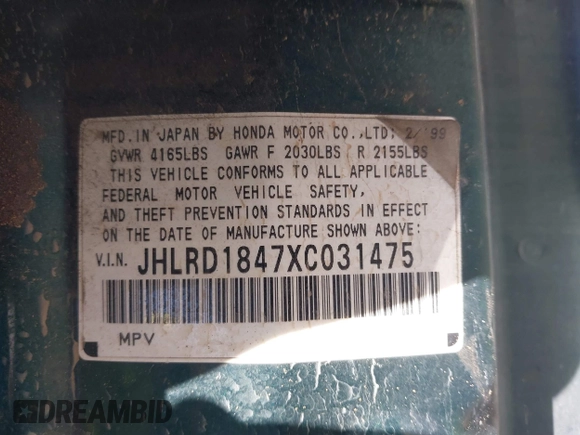 MFD.IN JAPAN BY HONDA MOTOR CO.,LTD: 2/'99
GVWR 4165LBS GAWR F 2030LBS R 2155LBS
THIS VEHICLE CONFORMS TO ALL APPLICABLE
FEDERAL MOTOR VEHICLE SAFETY,
AND THEFT PREVENTION STANDARDS IN EFFECT
ON THE DATE OF MANUFACTURE SHOWN ABOVE:
V.I.N. JHLRD1847XC031475
MPV
DREAMBID